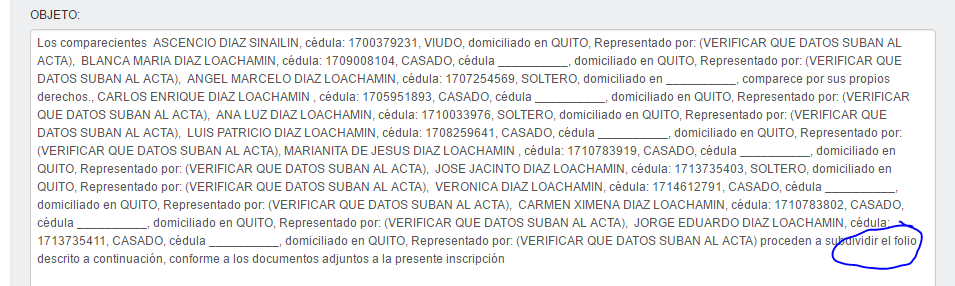 OBJETO:
Los comparecientes  ASCENCIO DIAZ SINAILIN, cédula: 1700379231, VIUDO, domiciliado en QUITO, Representado por: (VERIFICAR QUE DATOS SUBAN AL
ACTA),  BLANCA MARIA DIAZ LOACHAMIN, cédula: 1709008104, CASADO, cédula __________, domiciliado en QUITO, Representado por: (VERIFICAR QUE
DATOS SUBAN AL ACTA),  ANGEL MARCELO DIAZ LOACHAMIN, cédula: 1707254569, SOLTERO, domiciliado en __________, comparece por sus propios
derechos., CARLOS ENRIQUE DIAZ LOACHAMIN , cédula: 1705951893, CASADO, cédula __________, domiciliado en QUITO, Representado por: (VERIFICAR
QUE DATOS SUBAN AL ACTA),  ANA LUZ DIAZ LOACHAMIN, cédula: 1710033976, SOLTERO, domiciliado en QUITO, Representado por: (VERIFICAR QUE
DATOS SUBAN AL ACTA),  LUIS PATRICIO DIAZ LOACHAMIN, cédula: 1708259641, CASADO, cédula __________, domiciliado en QUITO, Representado por:
(VERIFICAR QUE DATOS SUBAN AL ACTA), MARIANITA DE JESUS DIAZ LOACHAMIN , cédula: 1710783919, CASADO, cédula __________, domiciliado en
QUITO, Representado por: (VERIFICAR QUE DATOS SUBAN AL ACTA),  JOSE JACINTO DIAZ LOACHAMIN, cédula: 1713735403, SOLTERO, domiciliado en
QUITO, Representado por: (VERIFICAR QUE DATOS SUBAN AL ACTA),  VERONICA DIAZ LOACHAMIN, cédula: 1714612791, CASADO, cédula __________,
domiciliado en QUITO, Representado por: (VERIFICAR QUE DATOS SUBAN AL ACTA),  CARMEN XIMENA DIAZ LOACHAMIN, cédula: 1710783802, CASADO,
cédula __________, domiciliado en QUITO, Representado por: (VERIFICAR QUE DATOS SUBAN AL ACTA),  JORGE EDUARDO DIAZ LOACHAMIN, cédula:
1713735411, CASADO, cédula __________, domiciliado en QUITO, Representado por: (VERIFICAR QUE DATOS SUBAN AL ACTA) proceden a subdividir el folio
descrito a continuación, conforme a los documentos adjuntos a la presente inscripción